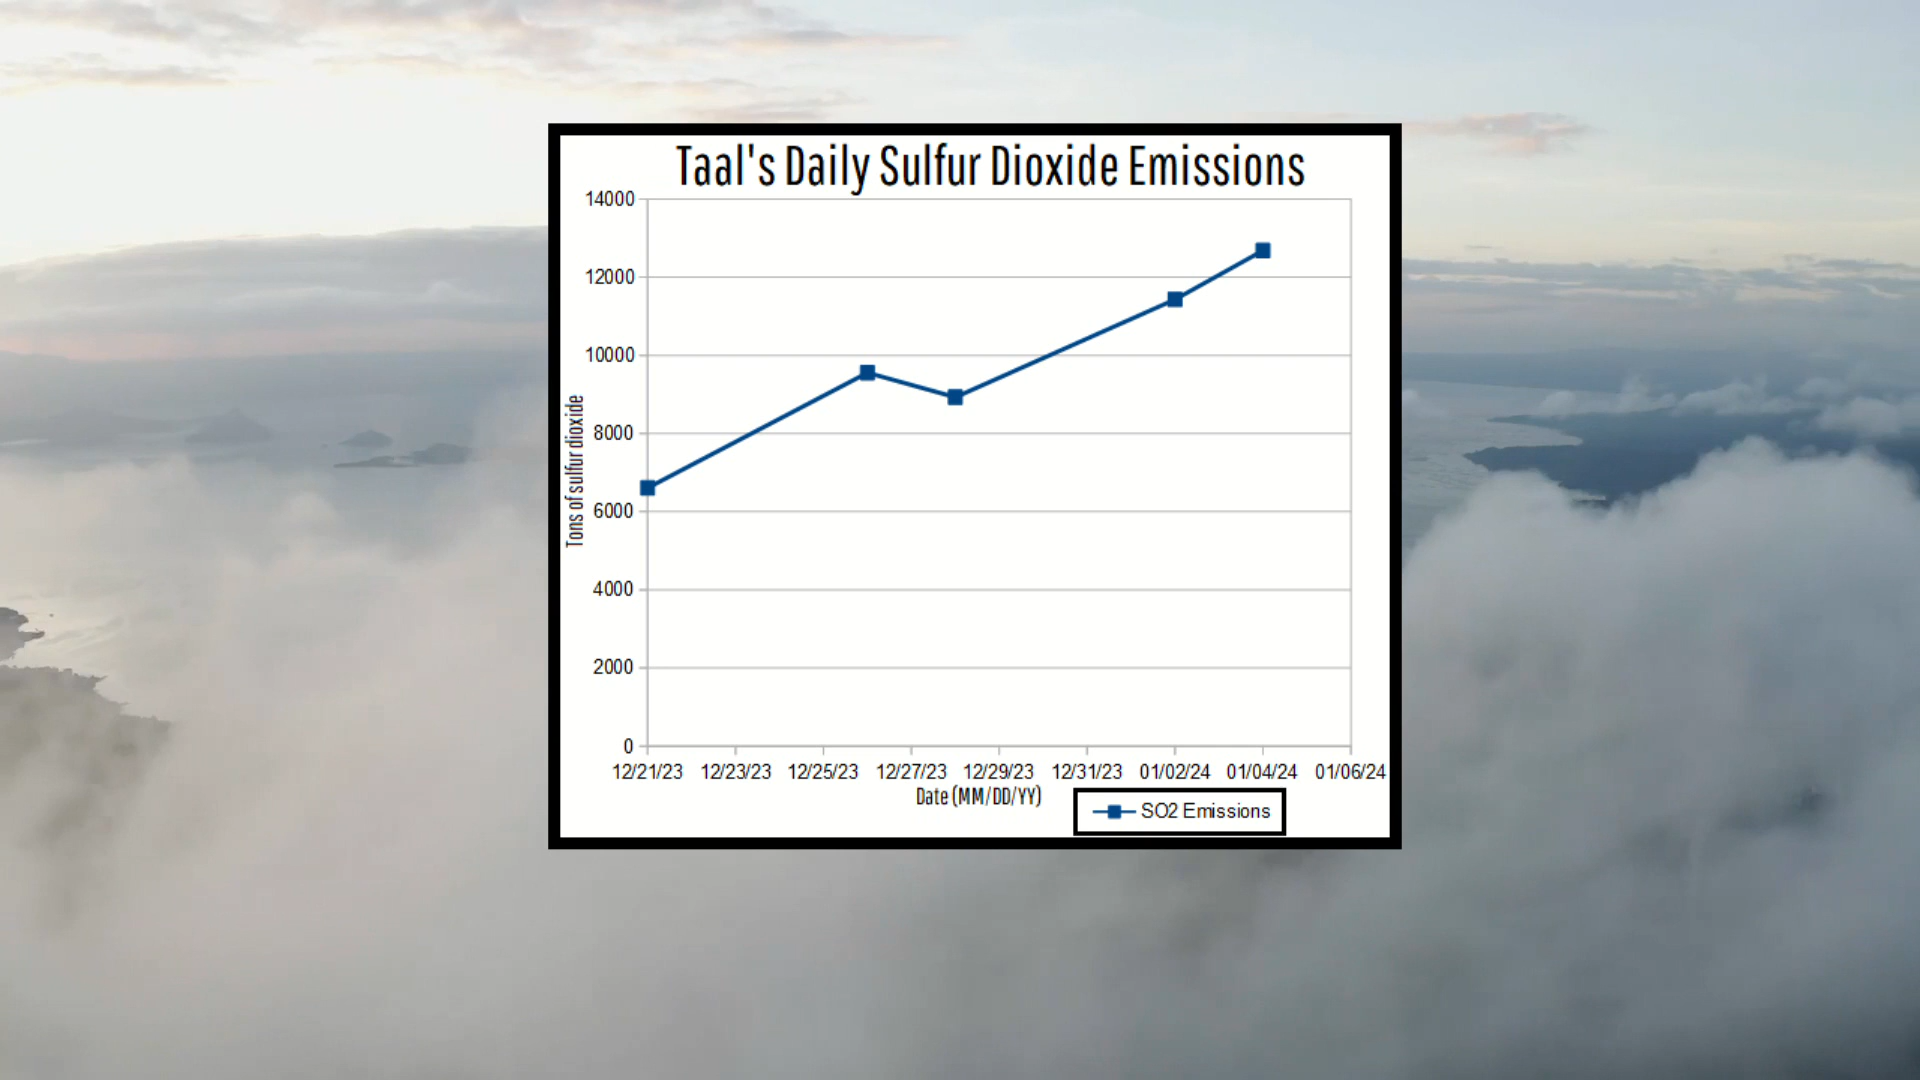 Taal's Daily Sulfur Dioxide Emissions
14000
12000
10000
8000
6000
4000
2000
0
Tons of sulfur dioxide
12/21/23 12/23/23 12/25/23 12/27/23 12/29/23 12/31/23 01/02/24 01/04/24 01/06/24
Date (MM/DD/YY)
SO2 Emissions